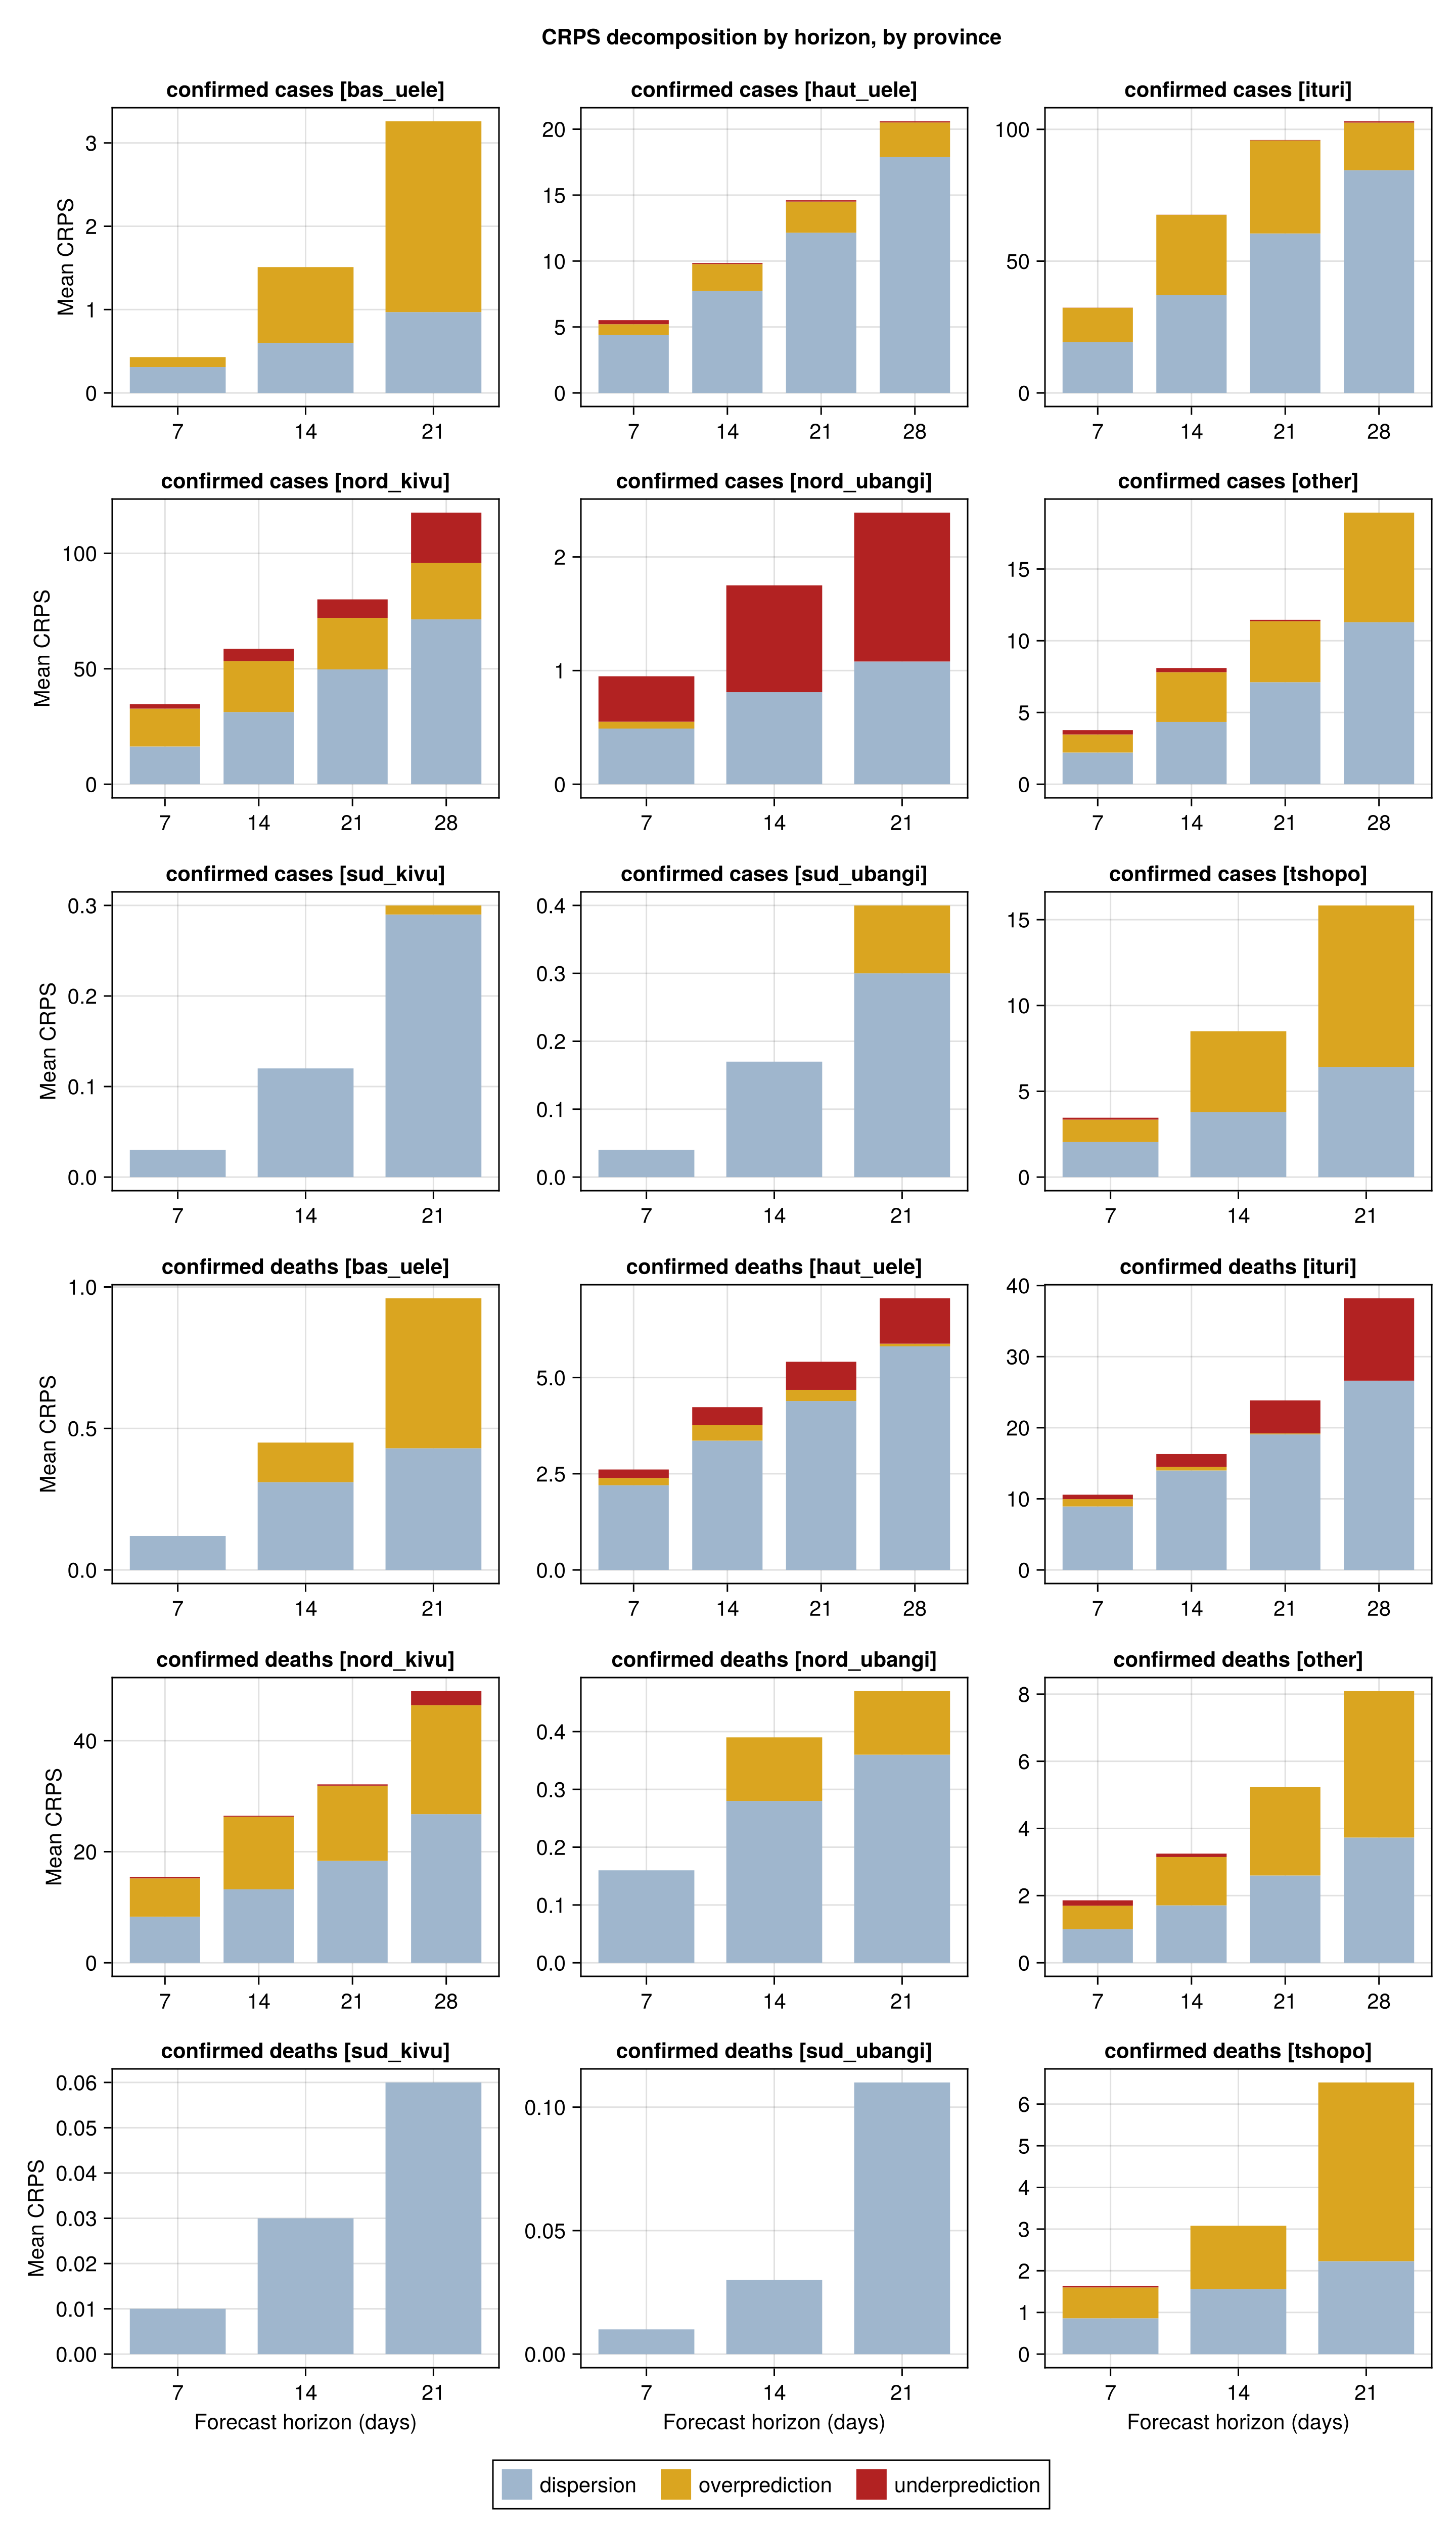 CRPS decomposition by horizon, by province
confirmed cases [bas_uele]
confirmed cases [haut_uele]
confirmed cases [ituri]
Mean CRPS
3
2
1
0
7 14 21
20
15
10
5
0
7 14 21 28
100
50
0
7 14 21 28
confirmed cases [nord_kivu]
confirmed cases [nord_ubangi]
confirmed cases [other]
Mean CRPS
100
50
0
7 14 21 28
2
1
0
7 14 21
15
10
5
0
7 14 21 28
confirmed cases [sud_kivu]
confirmed cases [sud_ubangi]
confirmed cases [tshopo]
Mean CRPS
0.3
0.2
0.1
0.0
7 14 21
0.4
0.3
0.2
0.1
0.0
7 14 21
15
10
5
0
7 14 21
confirmed deaths [bas_uele]
confirmed deaths [haut_uele]
confirmed deaths [ituri]
Mean CRPS
1.0
0.5
0.0
7 14 21
5.0
2.5
0.0
7 14 21 28
40
30
20
10
0
7 14 21 28
confirmed deaths [nord_kivu]
confirmed deaths [nord_ubangi]
confirmed deaths [other]
Mean CRPS
40
20
0
7 14 21 28
0.4
0.3
0.2
0.1
0.0
7 14 21
8
6
4
2
0
7 14 21 28
confirmed deaths [sud_kivu]
confirmed deaths [sud_ubangi]
confirmed deaths [tshopo]
Mean CRPS
0.06
0.05
0.04
0.03
0.02
0.01
0.00
7 14 21
Forecast horizon (days)
0.10
0.05
0.00
7 14 21
Forecast horizon (days)
6
5
4
3
2
1
0
7 14 21
Forecast horizon (days)
dispersion overprediction underprediction